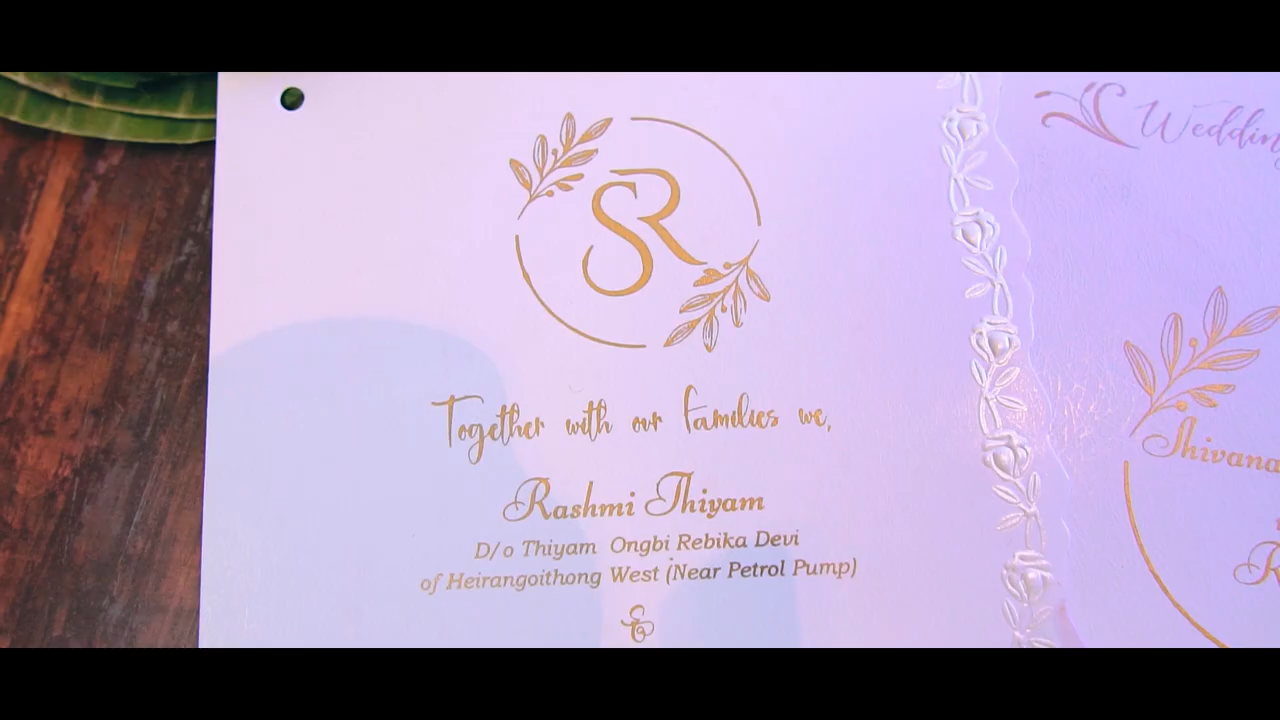 SR
Together with our families we,
Rashmi Thiyam
D/o Thiyam Ongbi Rebika Devi
of Heirangoithong West (Near Petrol Pump)
&